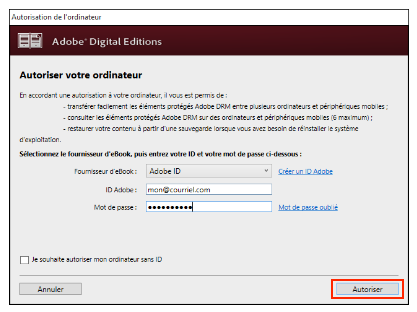 Autorisation de l'ordinateur
Adobe® Digital Editions
Autoriser votre ordinateur
En accordant une autorisation à votre ordinateur, il vous est permis de :
- transférer facilement les éléments protégés Adobe DRM entre plusieurs ordinateurs et périphériques mobiles ;
- consulter les éléments protégés Adobe DRM sur des ordinateurs et périphériques mobiles (6 maximum) ;
- restaurer votre contenu à partir d'une sauvegarde lorsque vous avez besoin de réinstaller le système
d'exploitation.
Sélectionnez le fournisseur d'eBook, puis entrez votre ID et votre mot de passe ci-dessous :
Fournisseur d'eBook : Adobe ID Créer un ID Adobe
ID Adobe : mon@courriel.com
Mot de passe : ●●●●●●●●●● Mot de passe oublié
Je souhaite autoriser mon ordinateur sans ID
Annuler Autoriser